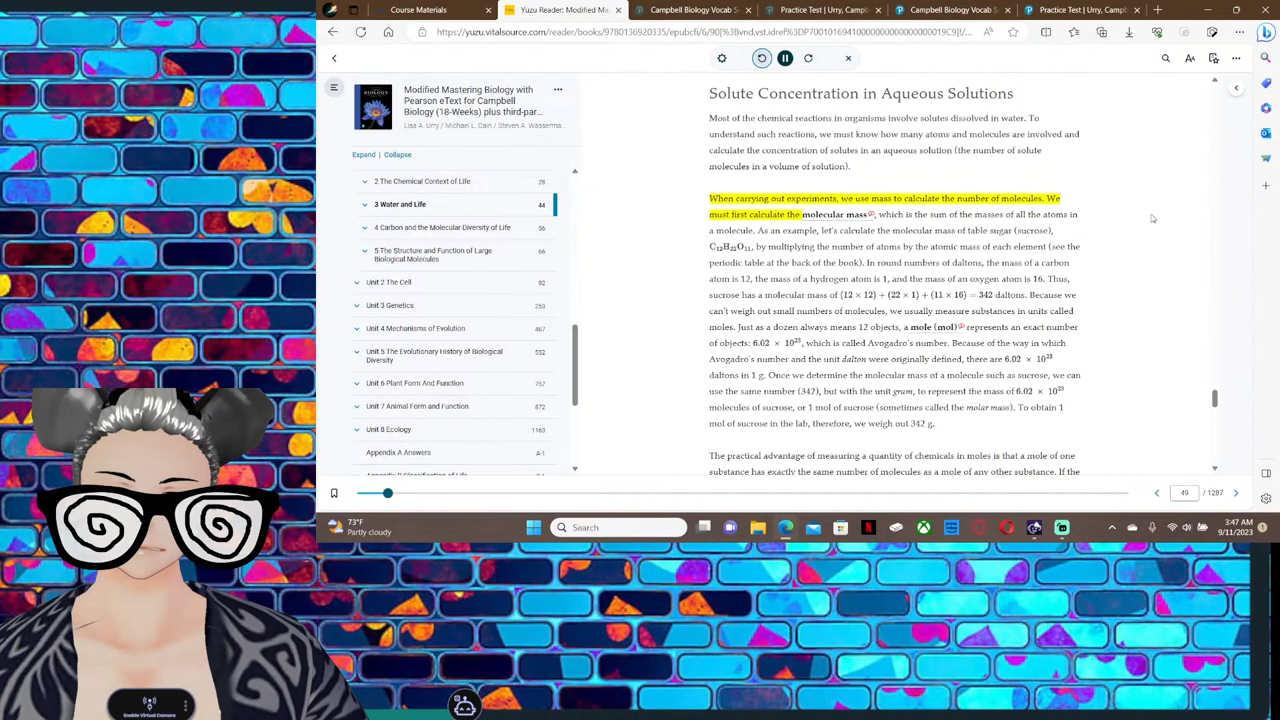 Course Materials
Yuzu Reader: Modified Ma
Campbell Biology Vocab S
Practice Test | Urry, Campb
Campbell Biology Vocab S
Practice Test | Urry, Campb
https://yuzu.vitalsource.com/reader/books/9780136920335/epubcfi/6/300[%3Bvnd.vst.idref%3DP7001016941000000000000000019C9]!/...
Modified Mastering Biology with
Pearson eText for Campbell
Biology (18-Weeks) plus third-par...
Lisa A. Urry / Michael L. Cain / Steven A. Wasserma...
Expand | Collapse
2 The Chemical Context of Life 28
3 Water and Life 44
4 Carbon and the Molecular Diversity of Life 56
5 The Structure and Function of Large
Biological Molecules 66
Unit 2 The Cell 92
Unit 3 Genetics 253
Unit 4 Mechanisms of Evolution 467
Unit 5 The Evolutionary History of Biological
Diversity 552
Unit 6 Plant Form And Function 757
Unit 7 Animal Form and Function 872
Unit 8 Ecology 1163
Appendix A Answers A-1
Solute Concentration in Aqueous Solutions
Most of the chemical reactions in organisms involve solutes dissolved in water. To
understand such reactions, we must know how many atoms and molecules are involved and
calculate the concentration of solutes in an aqueous solution (the number of solute
molecules in a volume of solution).
When carrying out experiments, we use mass to calculate the number of molecules. We
must first calculate the molecular mass, which is the sum of the masses of all the atoms in
a molecule. As an example, let's calculate the molecular mass of table sugar (sucrose),
C₁₂H₂₂O₁₁, by multiplying the number of atoms by the atomic mass of each element (see the
periodic table at the back of the book). In round numbers of daltons, the mass of a carbon
atom is 12, the mass of a hydrogen atom is 1, and the mass of an oxygen atom is 16. Thus,
sucrose has a molecular mass of (12 × 12) + (22 × 1) + (11 × 16) = 342 daltons. Because we
can't weigh out small numbers of molecules, we usually measure substances in units called
moles. Just as a dozen always means 12 objects, a mole (mol) represents an exact number
of objects: 6.02 × 10²³, which is called Avogadro's number. Because of the way in which
Avogadro's number and the unit dalton were originally defined, there are 6.02 × 10²³
daltons in 1 g. Once we determine the molecular mass of a molecule such as sucrose, we can
use the same number (342), but with the unit gram, to represent the mass of 6.02 × 10²³
molecules of sucrose, or 1 mol of sucrose (sometimes called the molar mass). To obtain 1
mol of sucrose in the lab, therefore, we weigh out 342 g.
The practical advantage of measuring a quantity of chemicals in moles is that a mole of one
substance has exactly the same number of molecules as a mole of any other substance. If the
49 / 1287
73°F
Partly cloudy
Search
3:47 AM
9/11/2023
Enable Virtual Camera